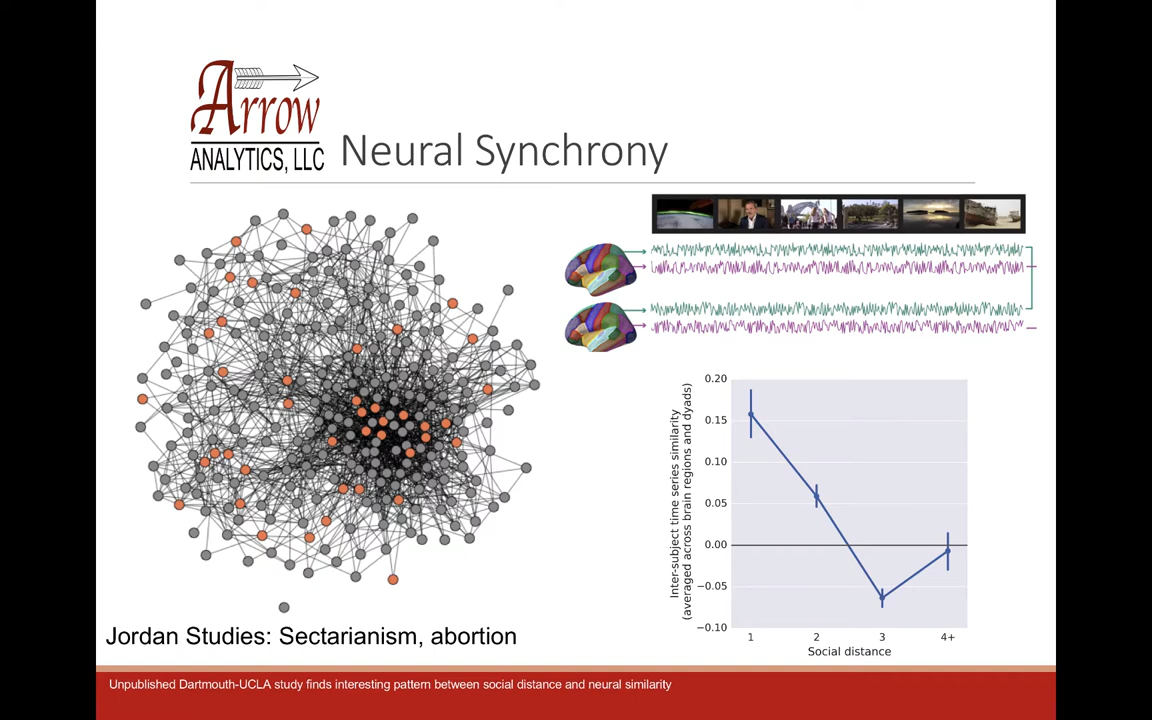 Arrow
ANALYTICS, LLC
Neural Synchrony
0.20
0.15
0.10
0.05
0.00
−0.05
−0.10
Inter-subject time series similarity
(averaged across brain regions and dyads)
1 2 3 4+
Social distance
Jordan Studies: Sectarianism, abortion
Unpublished Dartmouth-UCLA study finds interesting pattern between social distance and neural similarity